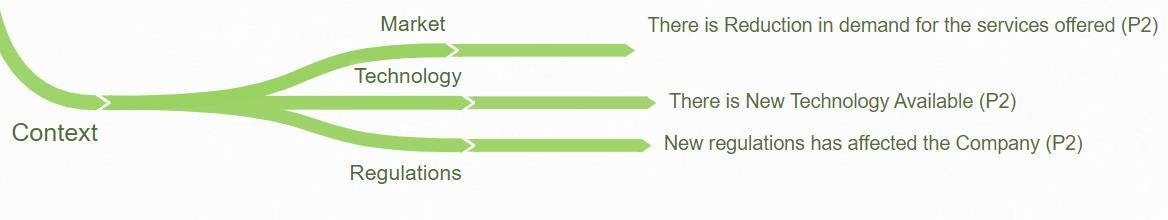 Market
There is Reduction in demand for the services offered (P2)
Technology
There is New Technology Available (P2)
Context
New regulations has affected the Company (P2)
Regulations